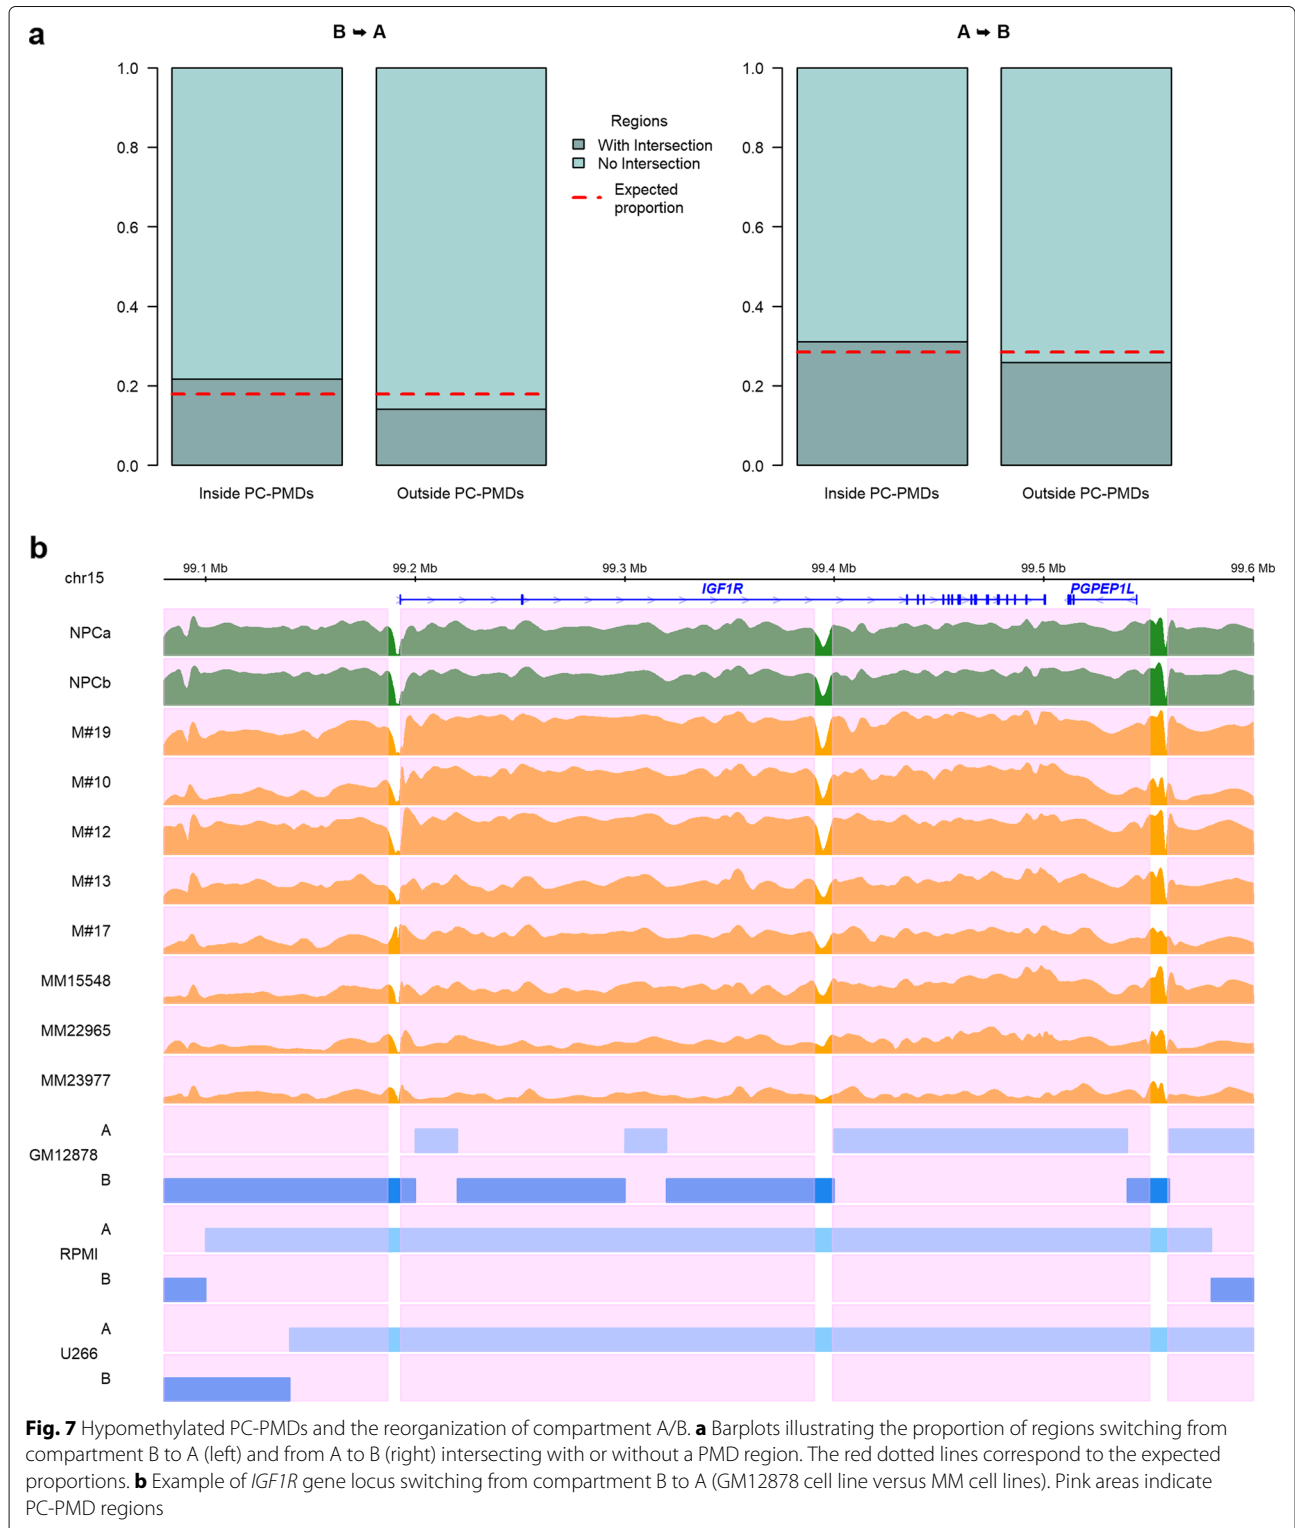 a
B ➥ A
A ➥ B
1.0
0.8
0.6
0.4
0.2
0.0
Inside PC-PMDs
Outside PC-PMDs
Regions
With Intersection
No Intersection
Expected
proportion
1.0
0.8
0.6
0.4
0.2
0.0
Inside PC-PMDs
Outside PC-PMDs
b
chr15
99.1 Mb
99.2 Mb
99.3 Mb
99.4 Mb
99.5 Mb
99.6 Mb
IGF1R
PGPEP1L
NPCa
NPCb
M#19
M#10
M#12
M#13
M#17
MM15548
MM22965
MM23977
A
GM12878
B
A
RPMI
B
A
U266
B
Fig. 7 Hypomethylated PC-PMDs and the reorganization of compartment A/B. a Barplots illustrating the proportion of regions switching from
compartment B to A (left) and from A to B (right) intersecting with or without a PMD region. The red dotted lines correspond to the expected
proportions. b Example of IGF1R gene locus switching from compartment B to A (GM12878 cell line versus MM cell lines). Pink areas indicate
PC-PMD regions